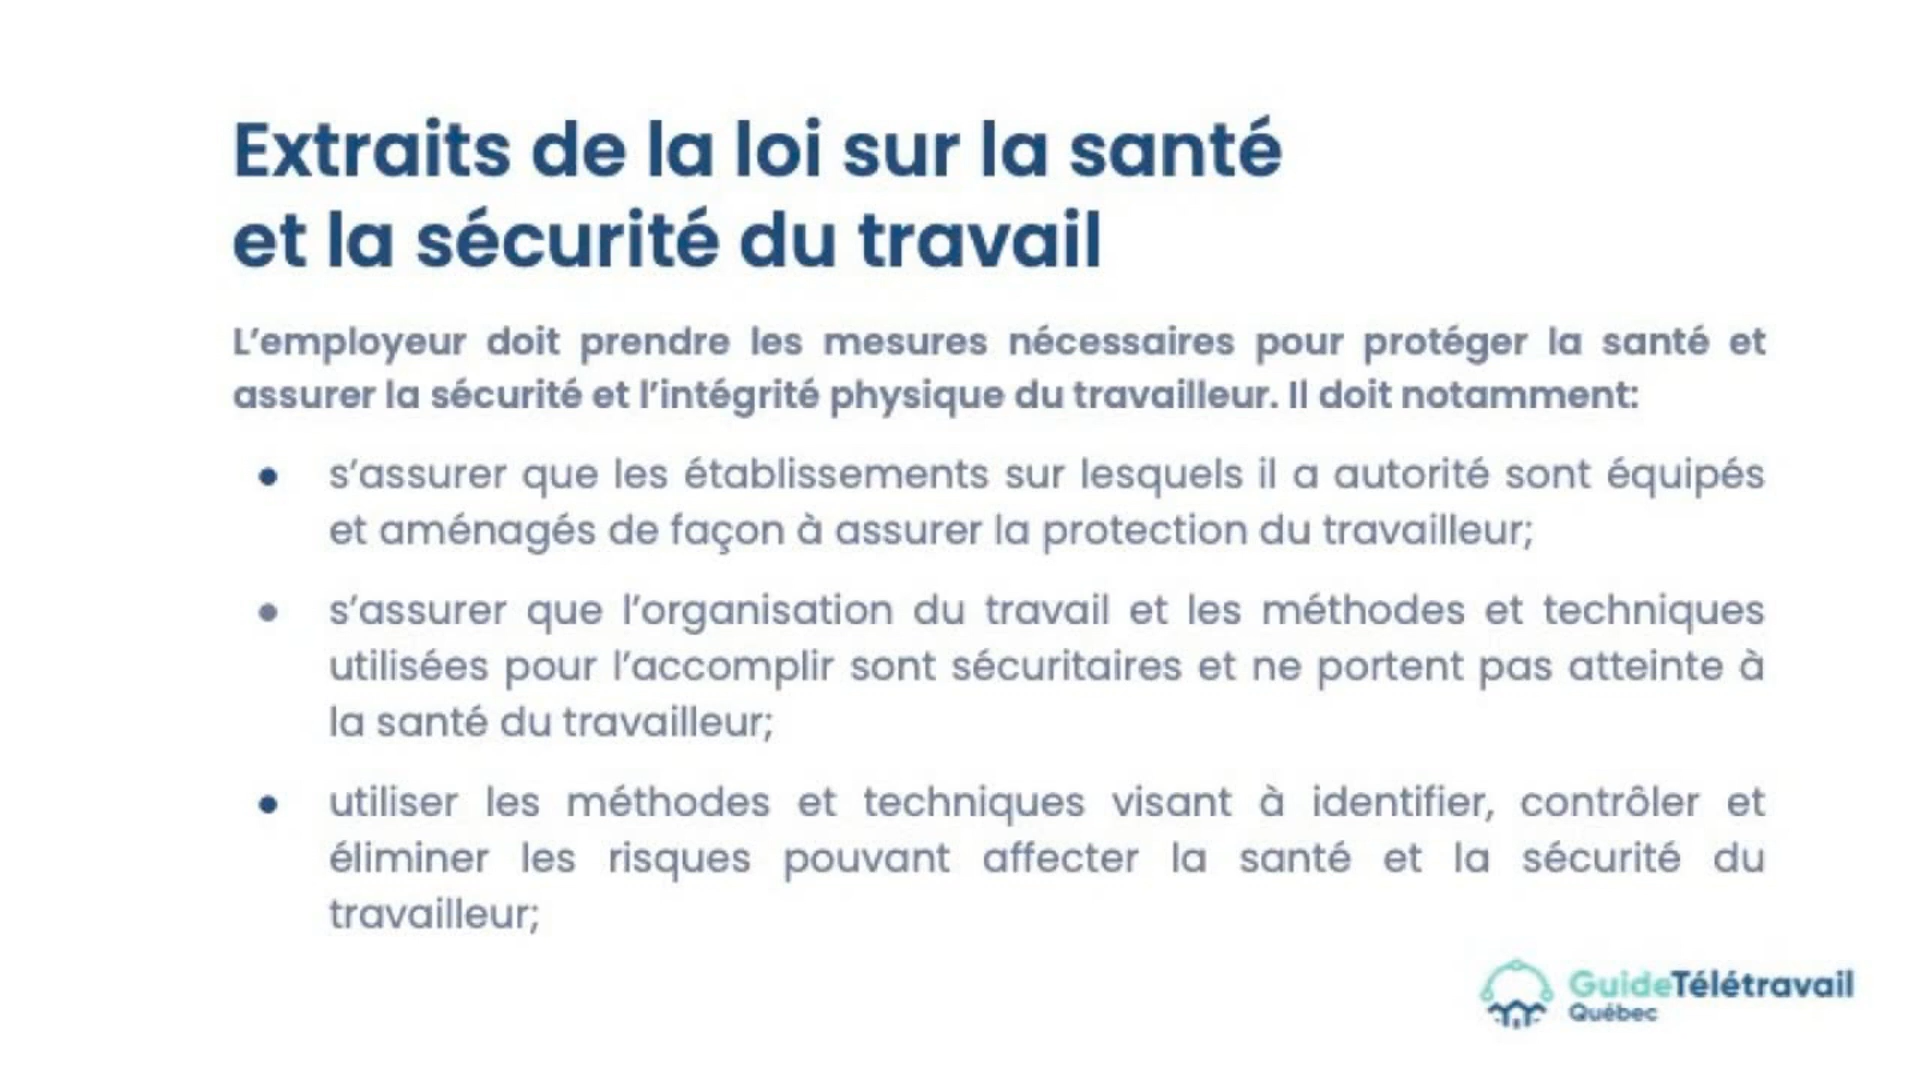 Extraits de la loi sur la santé
et la sécurité du travail
L’employeur doit prendre les mesures nécessaires pour protéger la santé et
assurer la sécurité et l’intégrité physique du travailleur. Il doit notamment:
● s’assurer que les établissements sur lesquels il a autorité sont équipés
et aménagés de façon à assurer la protection du travailleur;
● s’assurer que l’organisation du travail et les méthodes et techniques
utilisées pour l’accomplir sont sécuritaires et ne portent pas atteinte à
la santé du travailleur;
● utiliser les méthodes et techniques visant à identifier, contrôler et
éliminer les risques pouvant affecter la santé et la sécurité du
travailleur;
GuideTélétravail
Québec